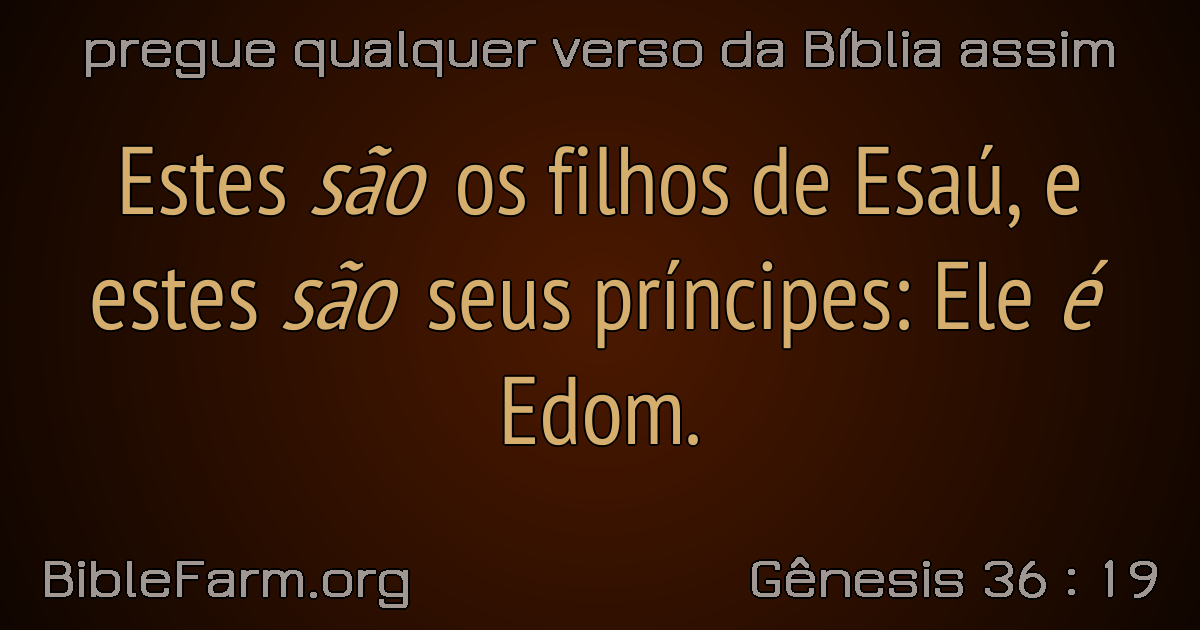 pregue qualquer verso da Bíblia assim
Estes são os filhos de Esaú, e
estes são seus príncipes: Ele é
Edom.
BibleFarm.org
Gênesis 36 : 19